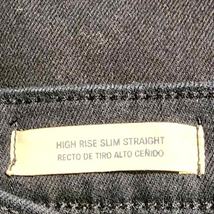 HIGH RISE SLIM STRAIGHT
RECTO DE TIRO ALTO CEÑIDO